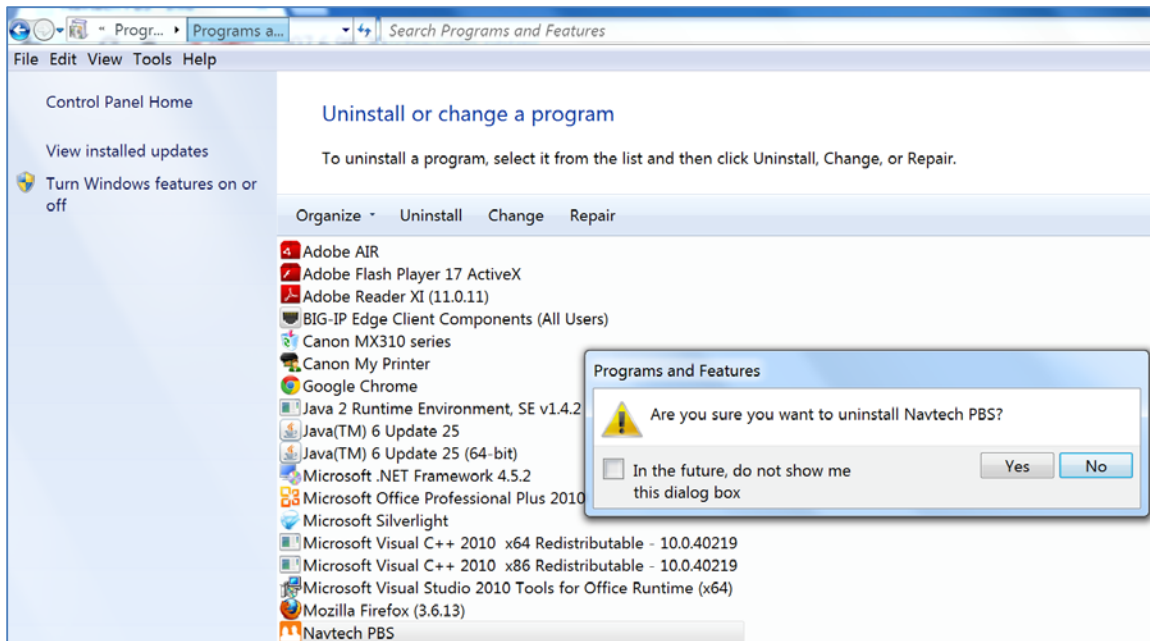 Progr... Programs a... Search Programs and Features
File Edit View Tools Help
Control Panel Home
View installed updates
Turn Windows features on or
off
Uninstall or change a program
To uninstall a program, select it from the list and then click Uninstall, Change, or Repair.
Organize Uninstall Change Repair
Adobe AIR
Adobe Flash Player 17 ActiveX
Adobe Reader XI (11.0.11)
BIG-IP Edge Client Components (All Users)
Canon MX310 series
Canon My Printer
Google Chrome
Java 2 Runtime Environment, SE v1.4.2
Java(TM) 6 Update 25
Java(TM) 6 Update 25 (64-bit)
Microsoft .NET Framework 4.5.2
Microsoft Office Professional Plus 2010
Microsoft Silverlight
Microsoft Visual C++ 2010 x64 Redistributable - 10.0.40219
Microsoft Visual C++ 2010 x86 Redistributable - 10.0.40219
Microsoft Visual Studio 2010 Tools for Office Runtime (x64)
Mozilla Firefox (3.6.13)
Navtech PBS
Programs and Features
Are you sure you want to uninstall Navtech PBS?
In the future, do not show me
this dialog box
Yes No